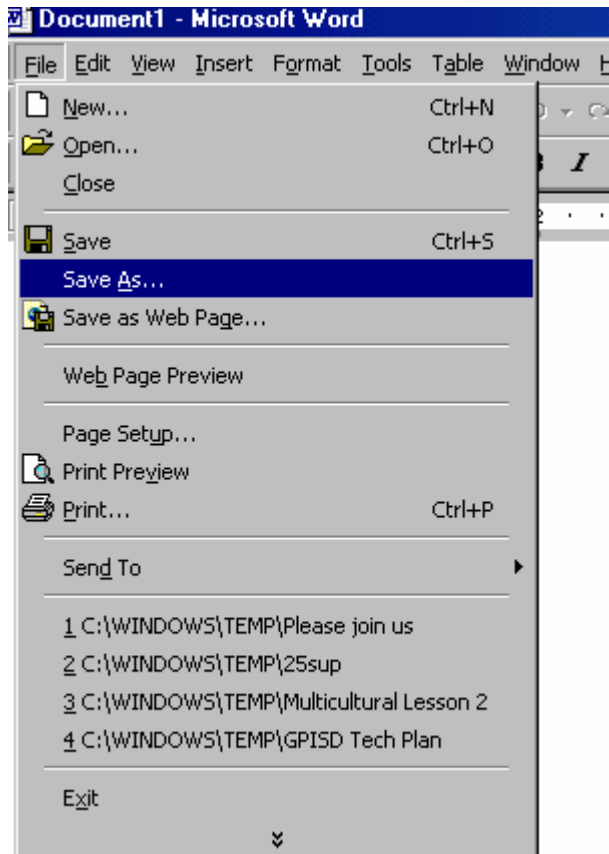 Document1 - Microsoft Word
File Edit View Insert Format Tools Table Window
New... Ctrl+N
Open... Ctrl+O
I
Close
2
Save Ctrl+S
Save As...
Save as Web Page...
Web Page Preview
Page Setup...
Print Preview
Print... Ctrl+P
Send To
1 C:\WINDOWS\TEMP\Please join us
2 C:\WINDOWS\TEMP\25sup
3 C:\WINDOWS\TEMP\Multicultural Lesson 2
4 C:\WINDOWS\TEMP\GPISD Tech Plan
Exit